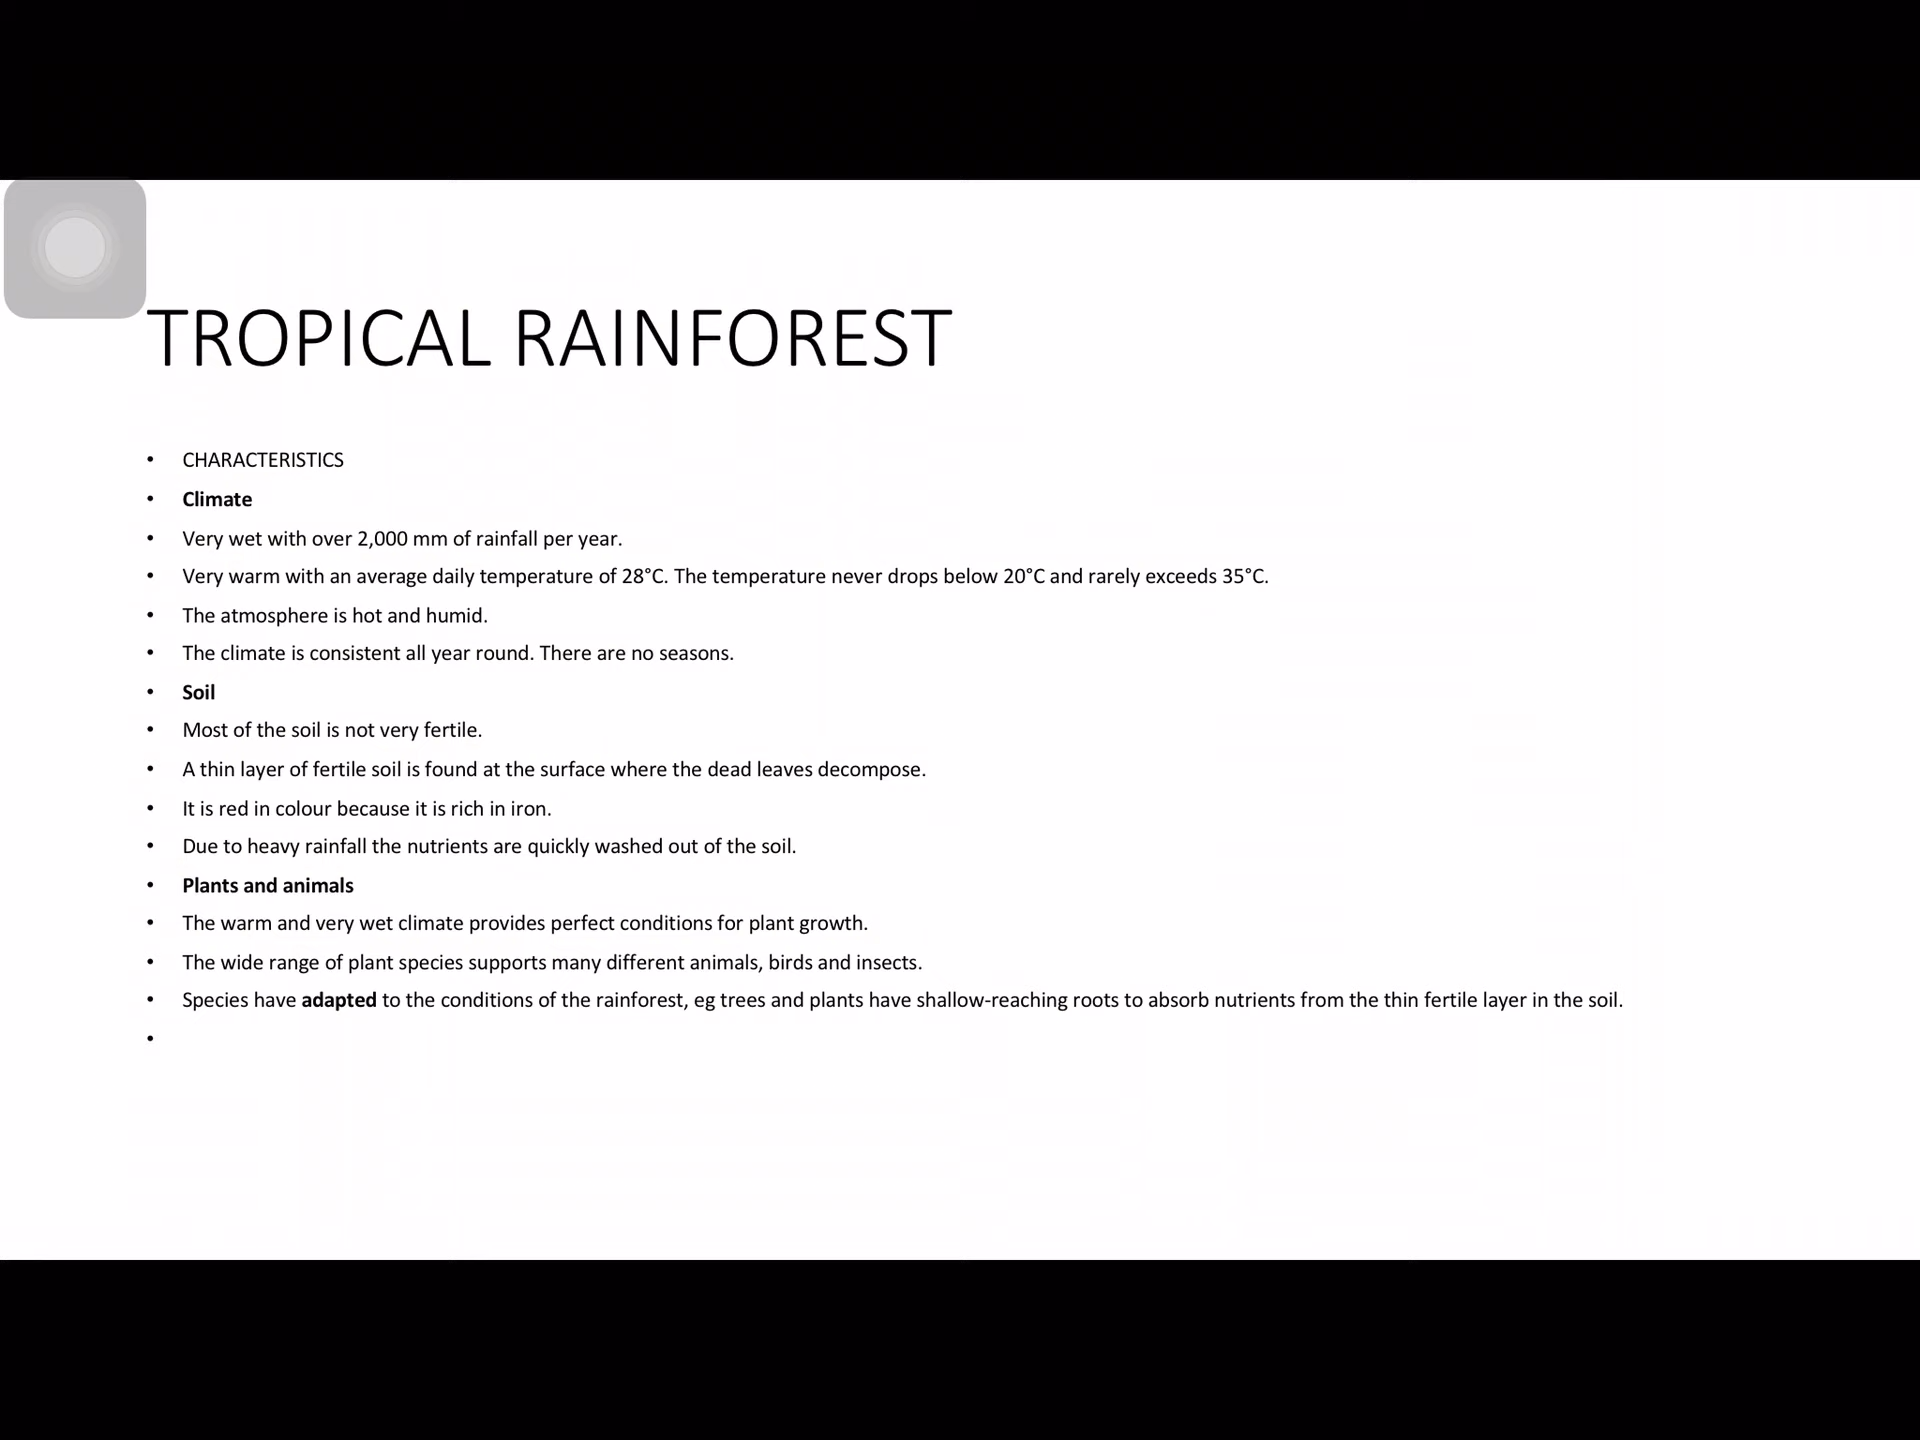 TROPICAL RAINFOREST
• CHARACTERISTICS
• Climate
• Very wet with over 2,000 mm of rainfall per year.
• Very warm with an average daily temperature of 28°C. The temperature never drops below 20°C and rarely exceeds 35°C.
• The atmosphere is hot and humid.
• The climate is consistent all year round. There are no seasons.
• Soil
• Most of the soil is not very fertile.
• A thin layer of fertile soil is found at the surface where the dead leaves decompose.
• It is red in colour because it is rich in iron.
• Due to heavy rainfall the nutrients are quickly washed out of the soil.
• Plants and animals
• The warm and very wet climate provides perfect conditions for plant growth.
• The wide range of plant species supports many different animals, birds and insects.
• Species have adapted to the conditions of the rainforest, eg trees and plants have shallow-reaching roots to absorb nutrients from the thin fertile layer in the soil.
•